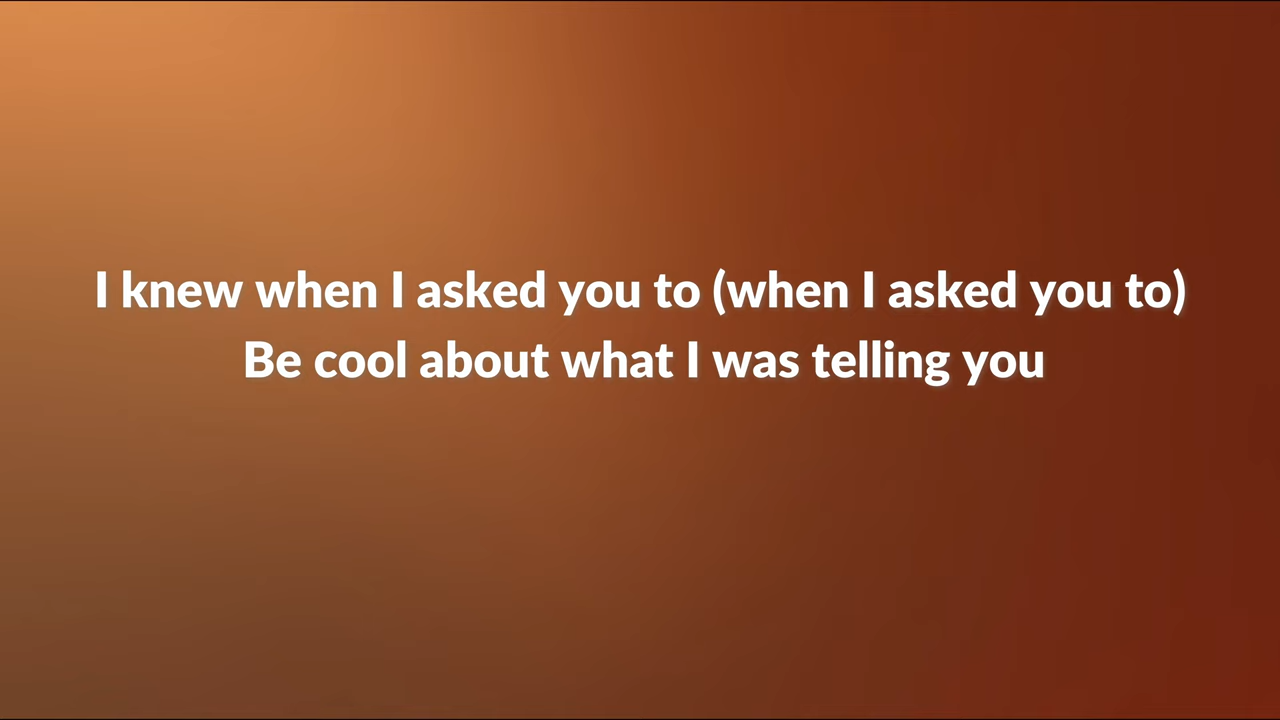 I knew when I asked you to (when I asked you to)
Be cool about what I was telling you